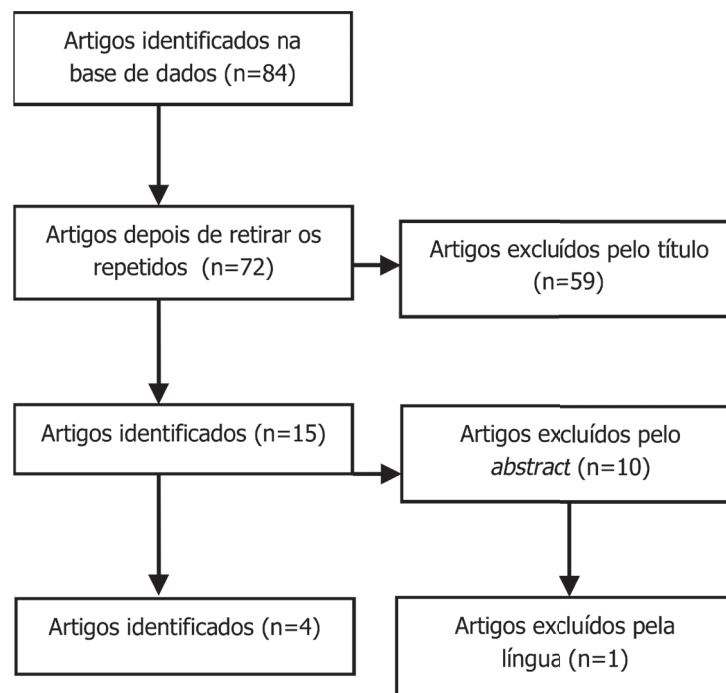 Artigos identificados na
base de dados (n=84)
Artigos depois de retirar os
repetidos (n=72)
Artigos excluídos pelo título
(n=59)
Artigos identificados (n=15)
Artigos excluídos pelo
abstract (n=10)
Artigos identificados (n=4)
Artigos excluídos pela
língua (n=1)